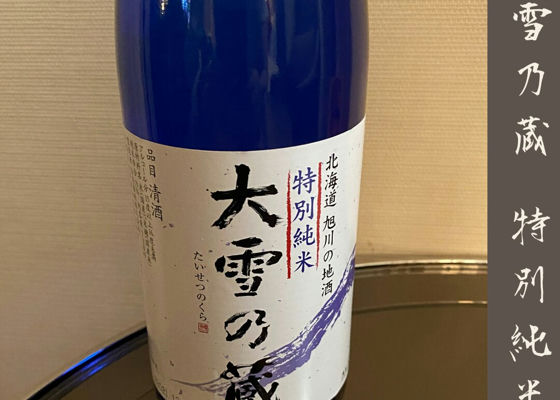 北海道 旭川の地酒
特別純米
大雪乃蔵
たいせつのくら
品目 清酒
雪乃蔵 特別純米